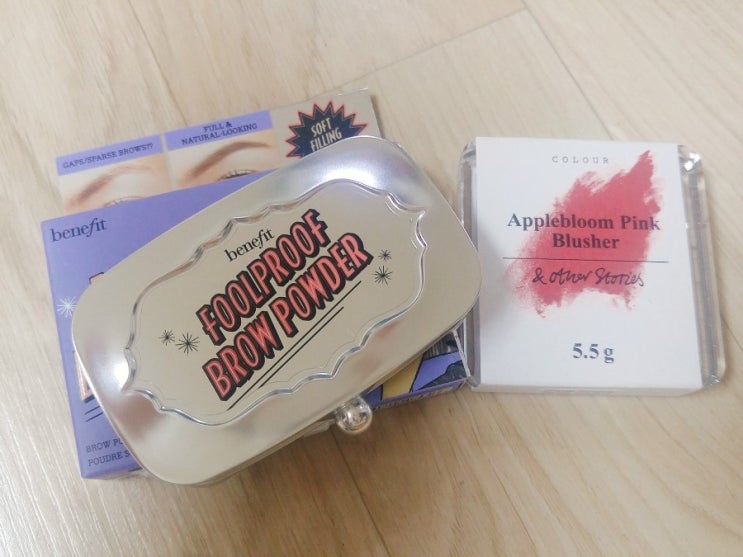 GAPS/SPARSE BROWS??
FULL &
NATURAL-LOOKING
SOFT
FILLING
benefit
benefit
FOOLPROOF
BROW POWDER
BROW
POUDRE
COLOUR
Applebloom Pink
Blusher
& other Stories
5.5 g